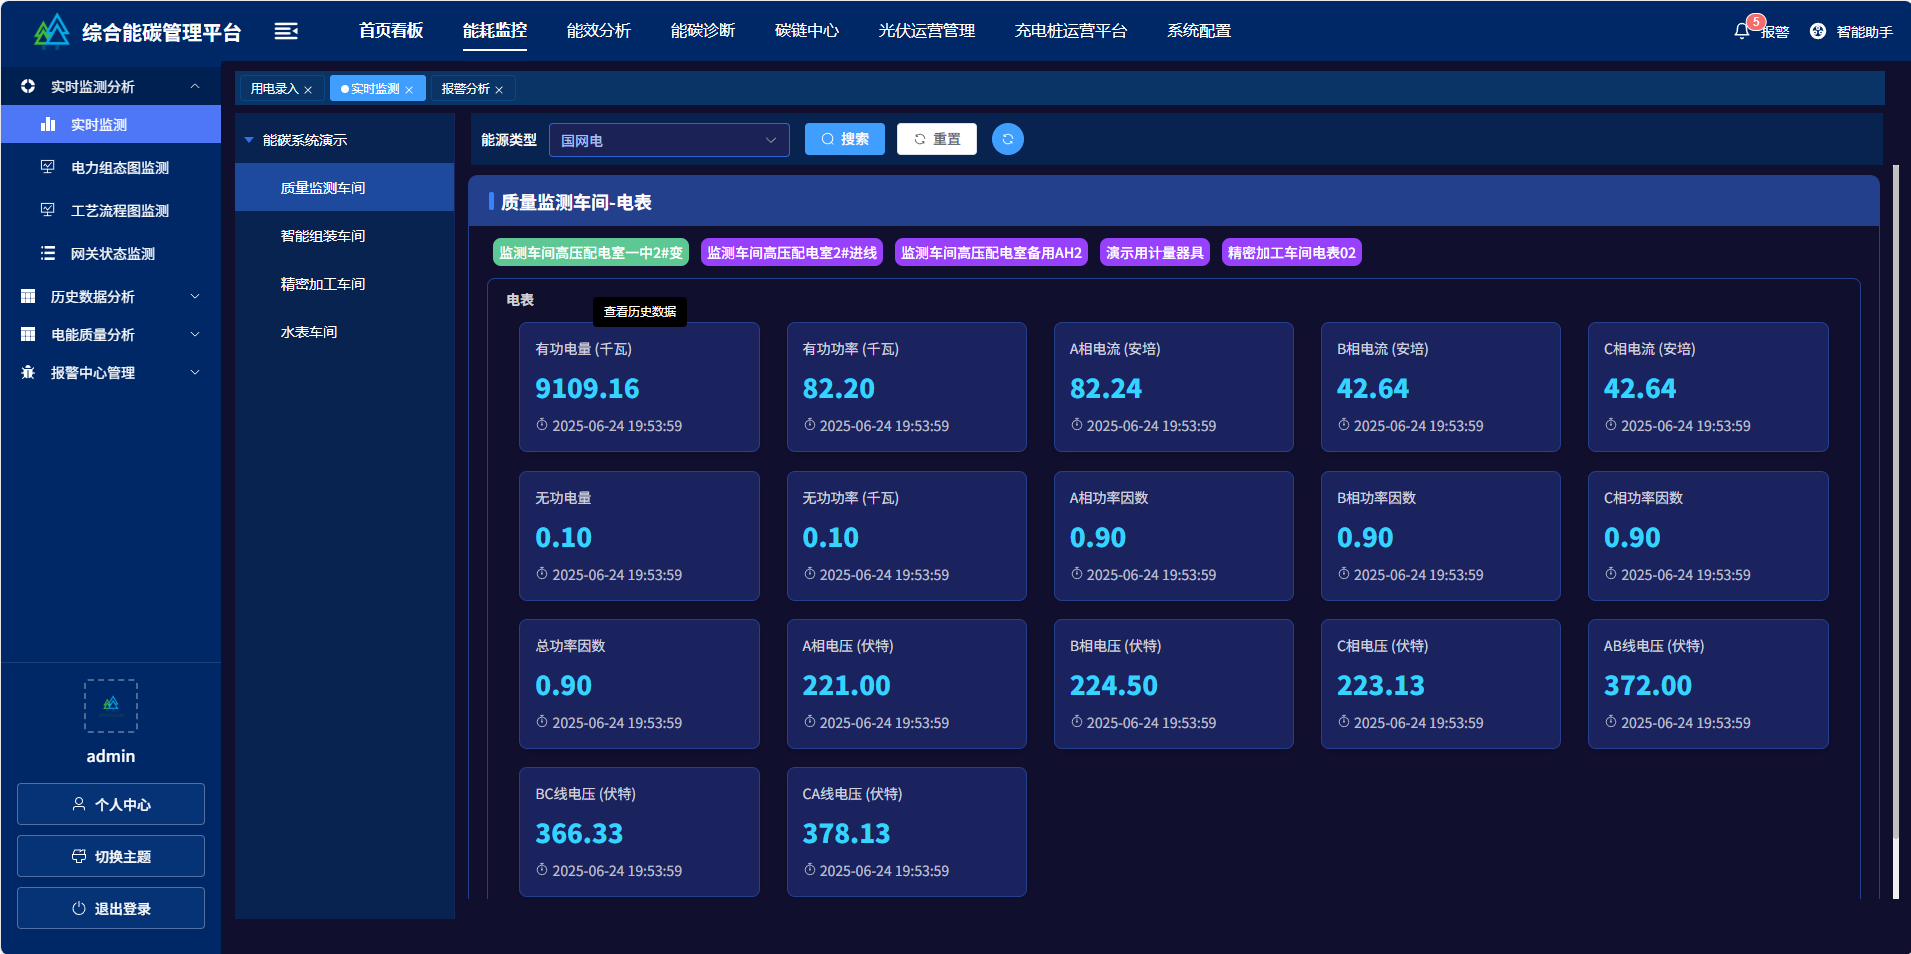 综合能碳管理平台
首页看板
能耗监控
能效分析
能碳诊断
碳链中心
光伏运营管理
充电桩运营平台
系统配置
5
报警
智能助手
实时监测分析
实时监测
电力组态图监测
工艺流程图监测
网关状态监测
历史数据分析
电能质量分析
报警中心管理
admin
个人中心
切换主题
退出登录
用电录入
实时监测
报警分析
能碳系统演示
质量监测车间
智能组装车间
精密加工车间
水表车间
能源类型
国网电
搜索
重置
质量监测车间-电表
监测车间高压配电室一中2#变
监测车间高压配电室2#进线
监测车间高压配电室备用AH2
演示用计量器具
精密加工车间电表02
电表
查看历史数据
有功电量 (千瓦)
9109.16
2025-06-24 19:53:59
有功功率 (千瓦)
82.20
2025-06-24 19:53:59
A相电流 (安培)
82.24
2025-06-24 19:53:59
B相电流 (安培)
42.64
2025-06-24 19:53:59
C相电流 (安培)
42.64
2025-06-24 19:53:59
无功电量
0.10
2025-06-24 19:53:59
无功功率 (千瓦)
0.10
2025-06-24 19:53:59
A相功率因数
0.90
2025-06-24 19:53:59
B相功率因数
0.90
2025-06-24 19:53:59
C相功率因数
0.90
2025-06-24 19:53:59
总功率因数
0.90
2025-06-24 19:53:59
A相电压 (伏特)
221.00
2025-06-24 19:53:59
B相电压 (伏特)
224.50
2025-06-24 19:53:59
C相电压 (伏特)
223.13
2025-06-24 19:53:59
AB线电压 (伏特)
372.00
2025-06-24 19:53:59
BC线电压 (伏特)
366.33
2025-06-24 19:53:59
CA线电压 (伏特)
378.13
2025-06-24 19:53:59